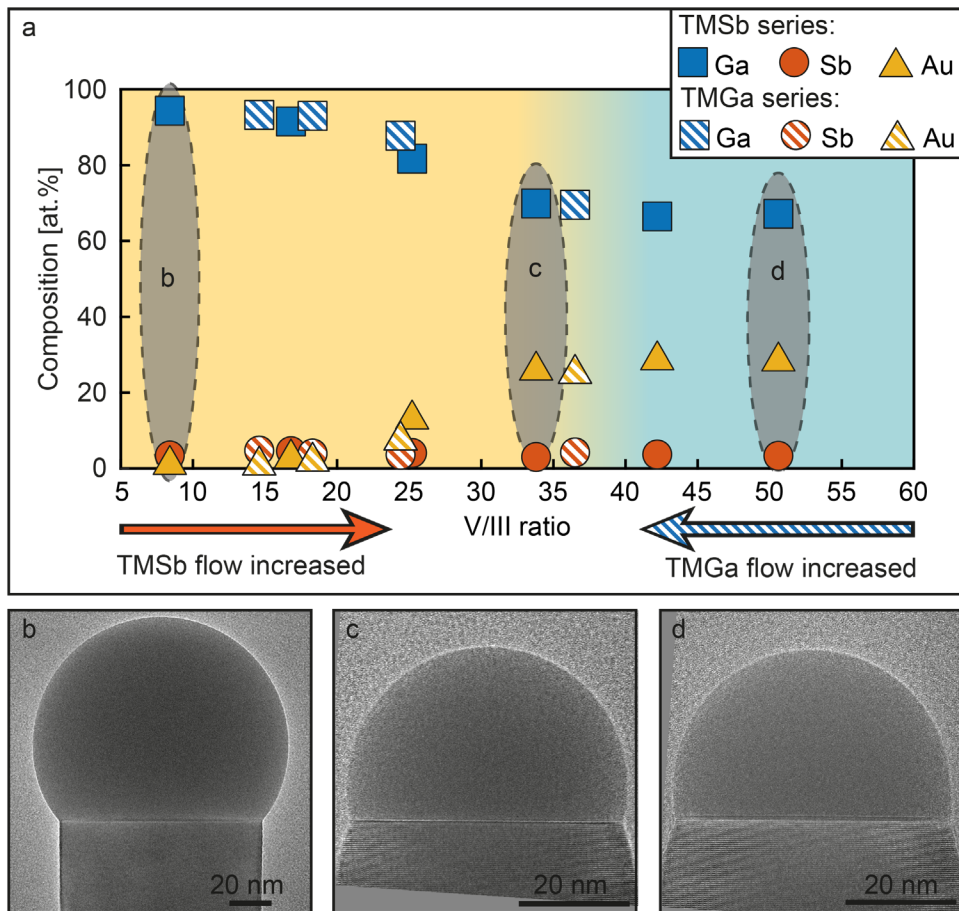 a
TMSb series:
Ga Sb Au
TMGa series:
Ga Sb Au
Composition [at.%]
100
80
60
40
20
0
b
c
d
5 10 15 20 25 30 35 40 45 50 55 60
V/III ratio
TMSb flow increased
TMGa flow increased
b
20 nm
c
20 nm
d
20 nm